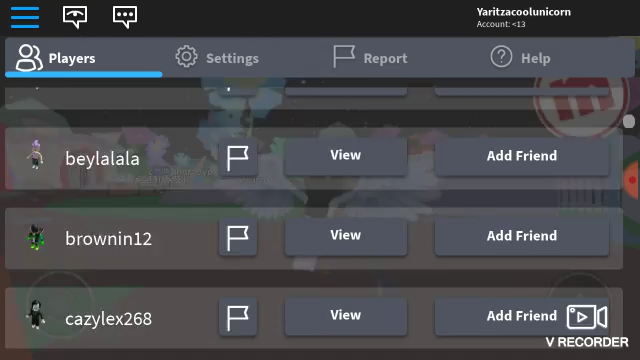 Yaritzacoolunicorn
Account: <13
Players
Settings
Report
Help
beylalala
View
Add Friend
brownin12
View
Add Friend
cazylex268
View
Add Friend
V RECORDER